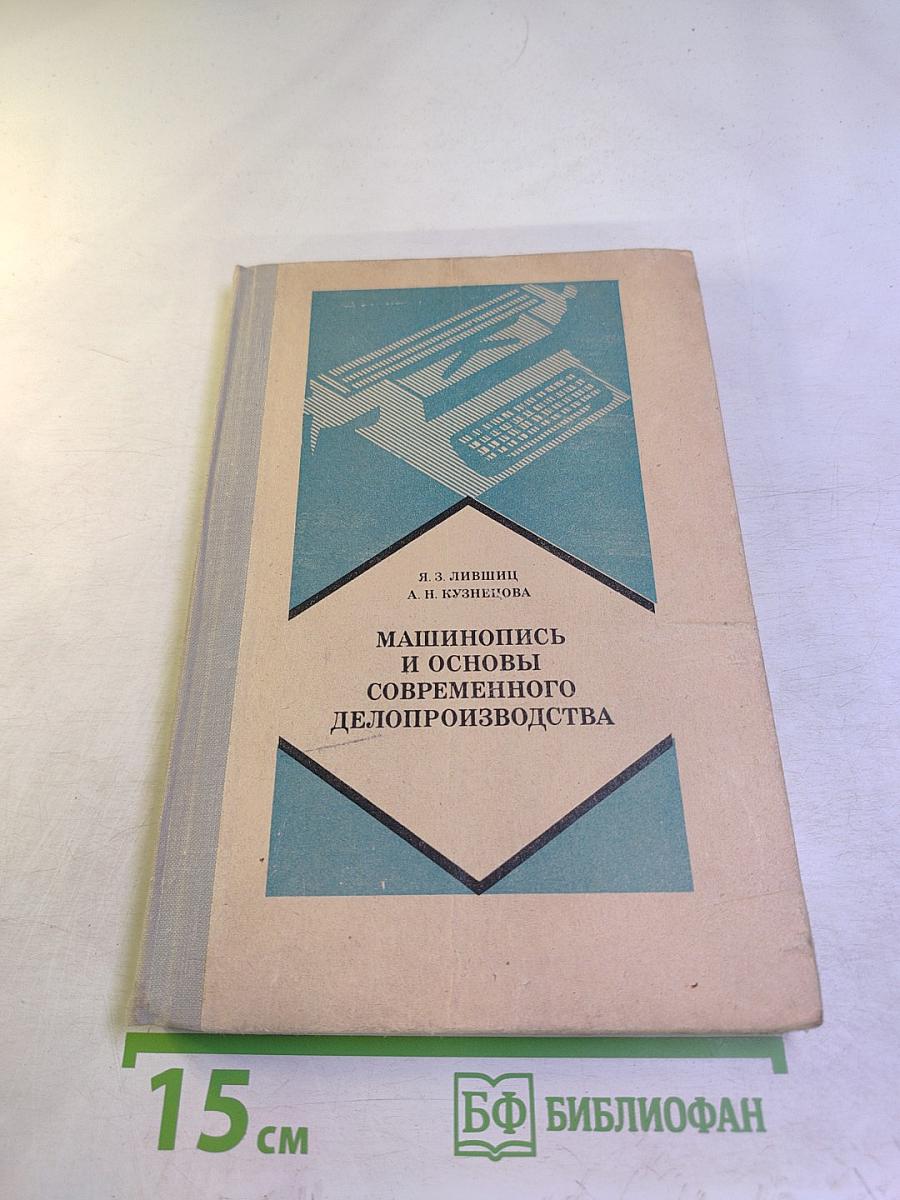 Я. З. ЛИВШИЦ
А. Н. КУЗНЕЦОВА
МАШИНОПИСЬ
И ОСНОВЫ
СОВРЕМЕННОГО
ДЕЛОПРОИЗВОДСТВА
15 см
БФ БИБЛИОФАН